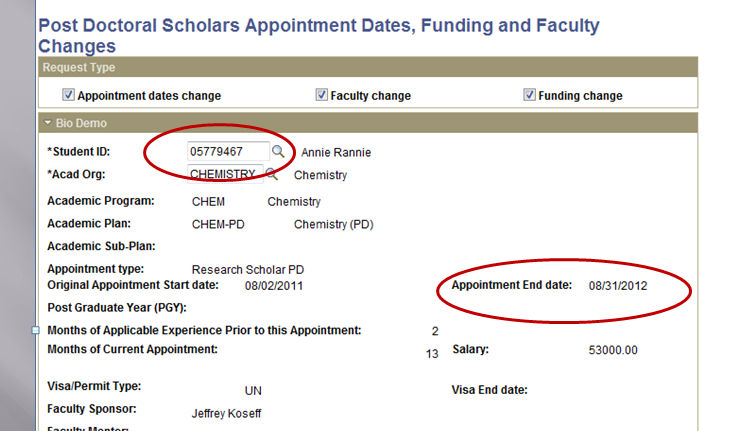 Post Doctoral Scholars Appointment Dates, Funding and Faculty
Changes
Request Type
Appointment dates change Faculty change Funding change
Bio Demo
*Student ID: 05779467 Annie Rannie
*Acad Org: CHEMISTRY Chemistry
Academic Program: CHEM Chemistry
Academic Plan: CHEM-PD Chemistry (PD)
Academic Sub-Plan:
Appointment type: Research Scholar PD
Original Appointment Start date: 08/02/2011 Appointment End date: 08/31/2012
Post Graduate Year (PGY):
Months of Applicable Experience Prior to this Appointment: 2
Months of Current Appointment: 13 Salary: 53000.00
Visa/Permit Type: UN Visa End date:
Faculty Sponsor: Jeffrey Koseff
Faculty Mentor: